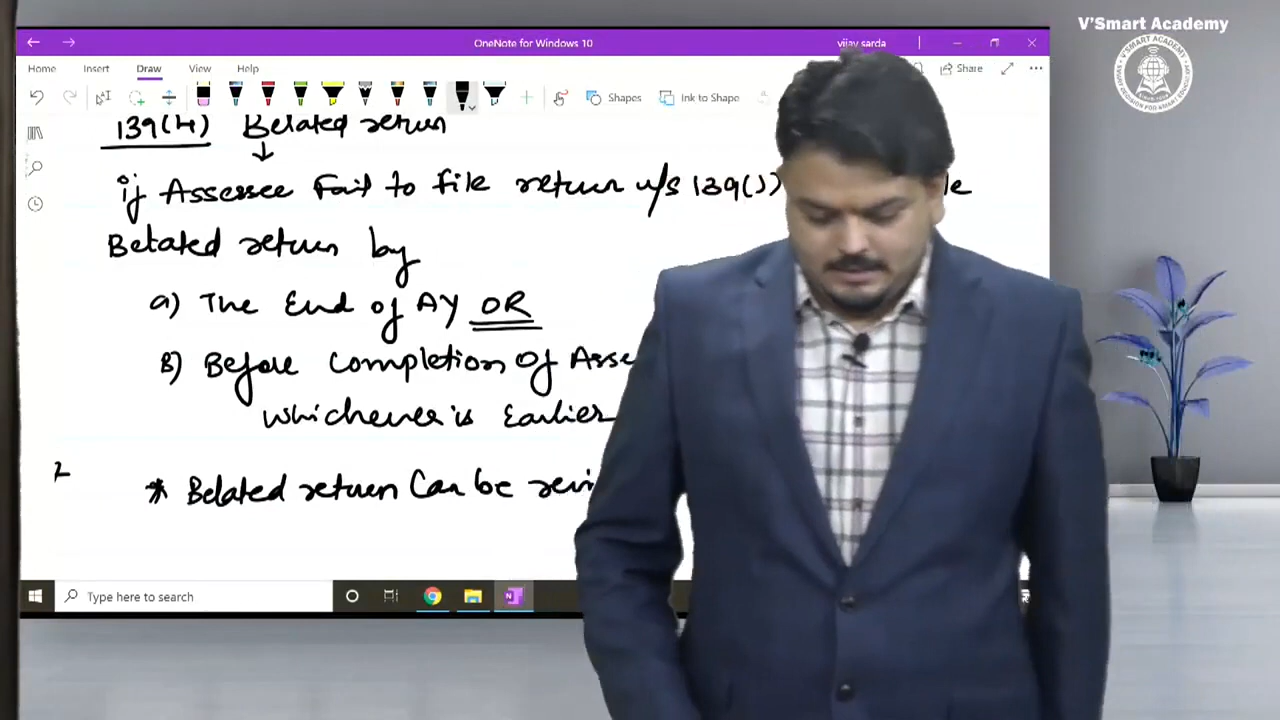 V'Smart Academy
OneNote for Windows 10
vijay sarda
Home Insert Draw View Help
Share
Shapes Ink to Shape
139(4) Belated return
if Assessee Fail to file return u/s 139(1)
Belated return by
a) The End of AY OR
B) Before Completion of Asse
whichever is Earlier
* Belated return Can be revi
Type here to search